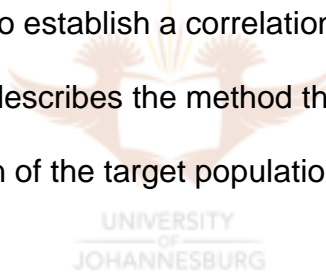 o establish a correlation
describes the method th
n of the target populatio
UNIVERSITY
OF
JOHANNESBURG